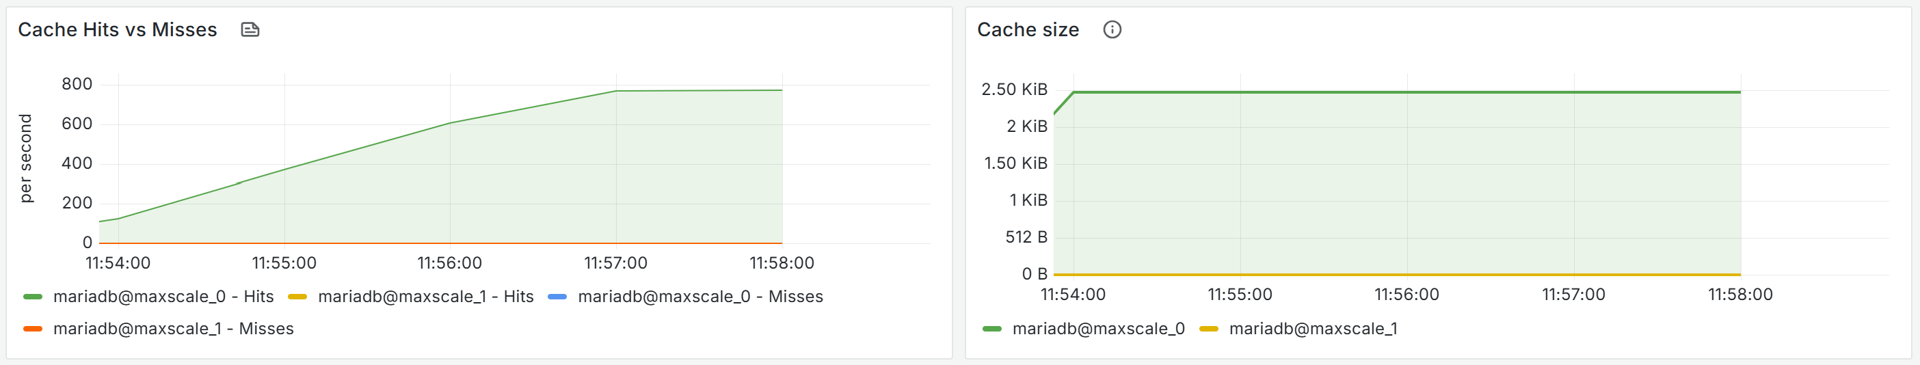 Cache Hits vs Misses
per second
800
600
400
200
0
11:54:00 11:55:00 11:56:00 11:57:00 11:58:00
mariadb@maxscale_0 - Hits mariadb@maxscale_1 - Hits mariadb@maxscale_0 - Misses
mariadb@maxscale_1 - Misses
Cache size
2.50 KiB
2 KiB
1.50 KiB
1 KiB
512 B
0 B
11:54:00 11:55:00 11:56:00 11:57:00 11:58:00
mariadb@maxscale_0 mariadb@maxscale_1